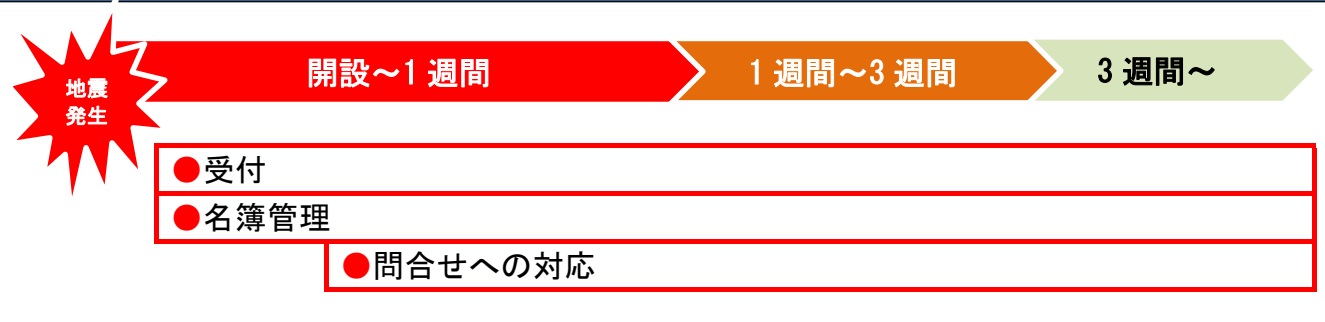 地震
発生
開設～1週間
1週間～3週間
3週間～
●受付
●名簿管理
●問合せへの対応